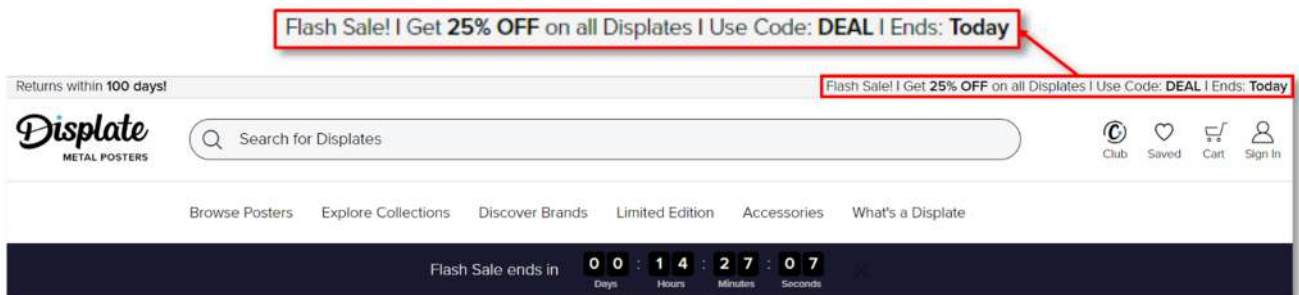 Flash Sale! I Get 25% OFF on all Displates I Use Code: DEAL I Ends: Today
Returns within 100 days!
Flash Sale! I Get 25% OFF on all Displates I Use Code: DEAL I Ends: Today
Displate
METAL POSTERS
Search for Displates
Club Saved Cart Sign In
Browse Posters Explore Collections Discover Brands Limited Edition Accessories What's a Displate
Flash Sale ends in 00 : 14 : 27 : 07
Days Hours Minutes Seconds